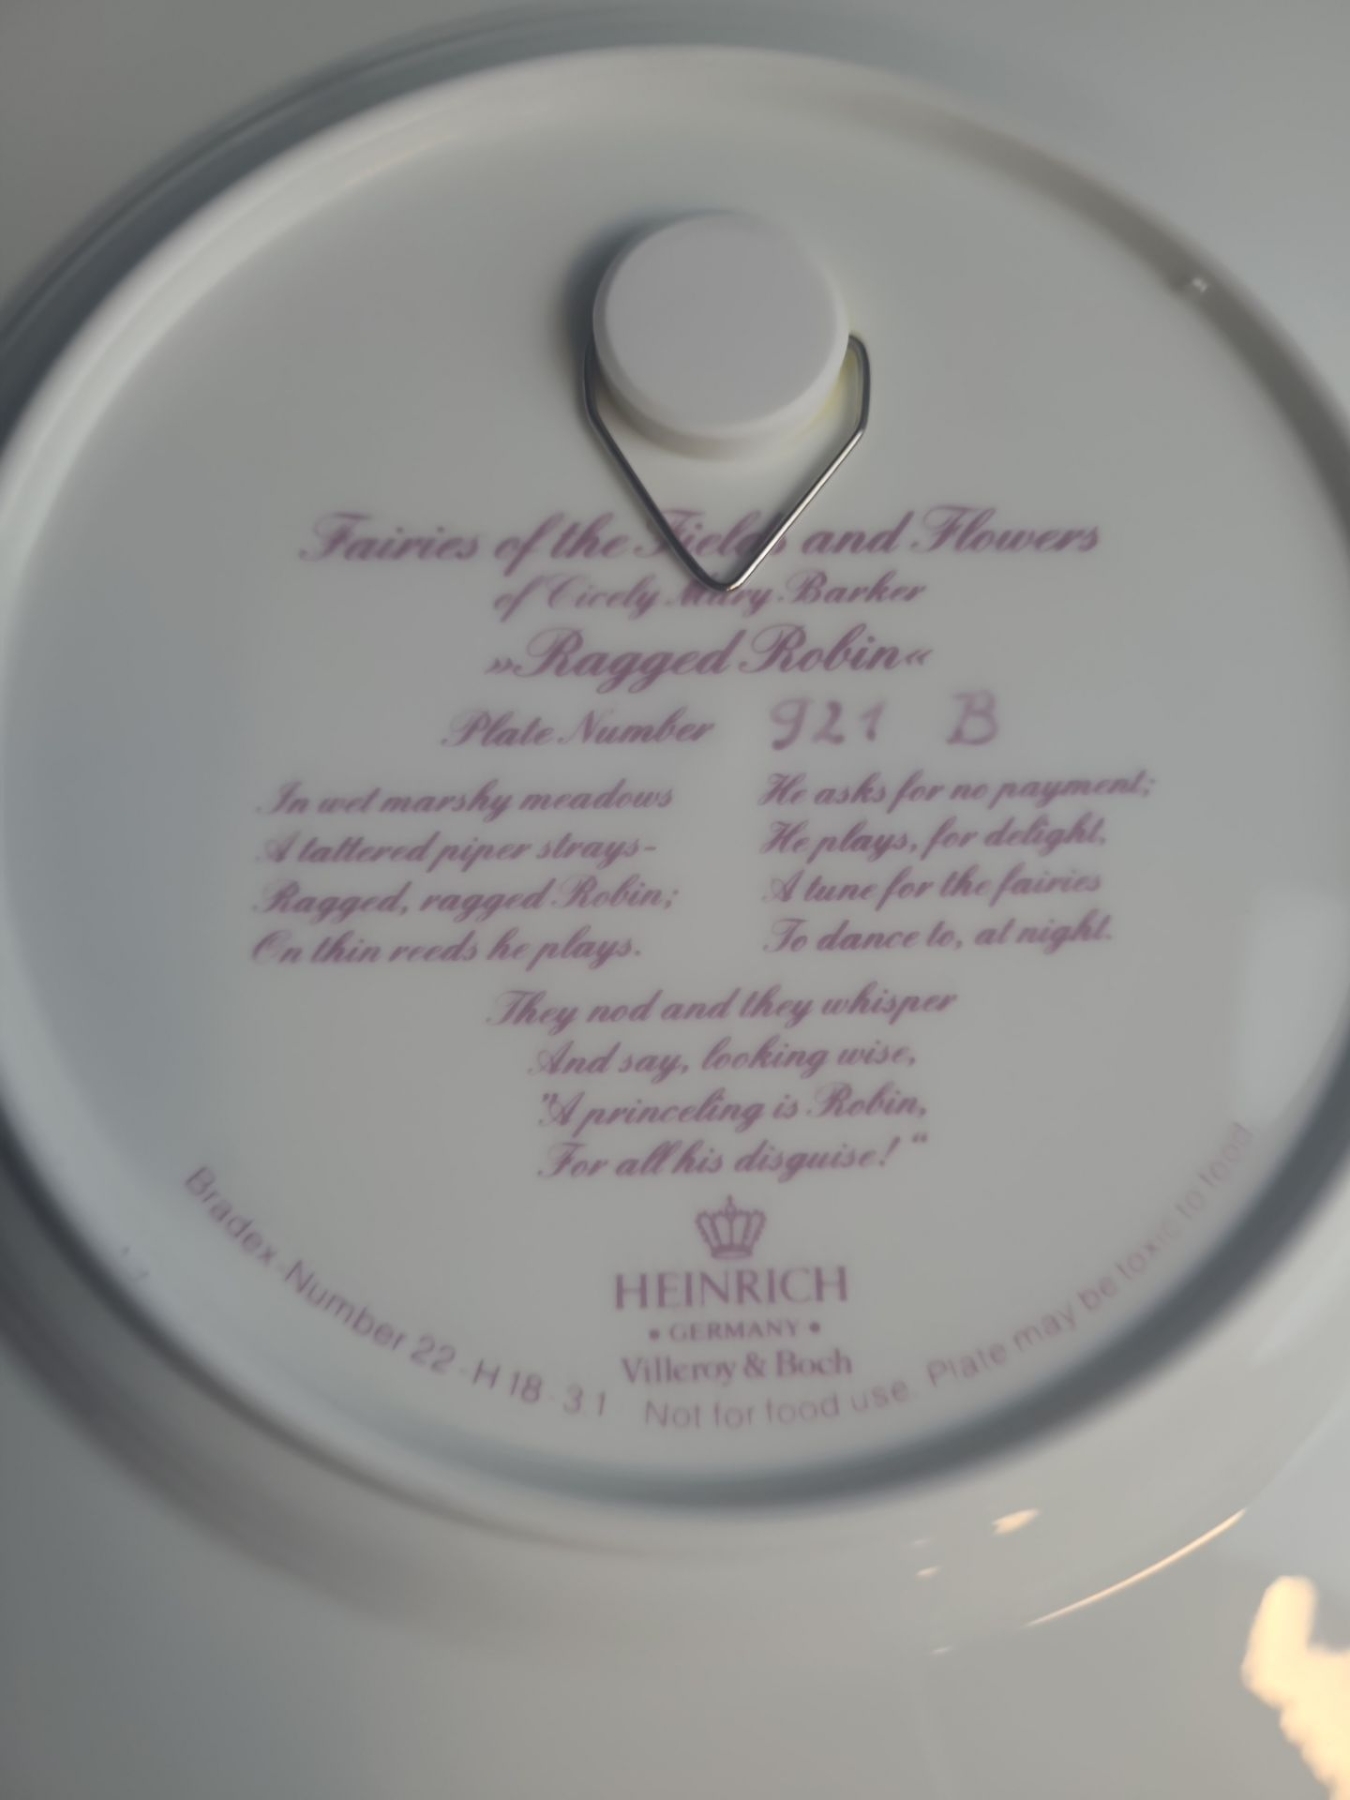 Fairies of the Fields and Flowers
of Cicely Mary Barker
»Ragged Robin«
Plate Number 921 B
In wet marshy meadows
A tattered piper strays-
Ragged, ragged Robin;
On thin reeds he plays.
He asks for no payment;
He plays, for delight,
A tune for the fairies
To dance to, at night.
They nod and they whisper
And say, looking wise,
"A princeling is Robin,
For all his disguise!“
HEINRICH
• GERMANY •
Villeroy & Boch
Bradex-Number 22-H 18-3.1
Not for food use. Plate may be toxic to food